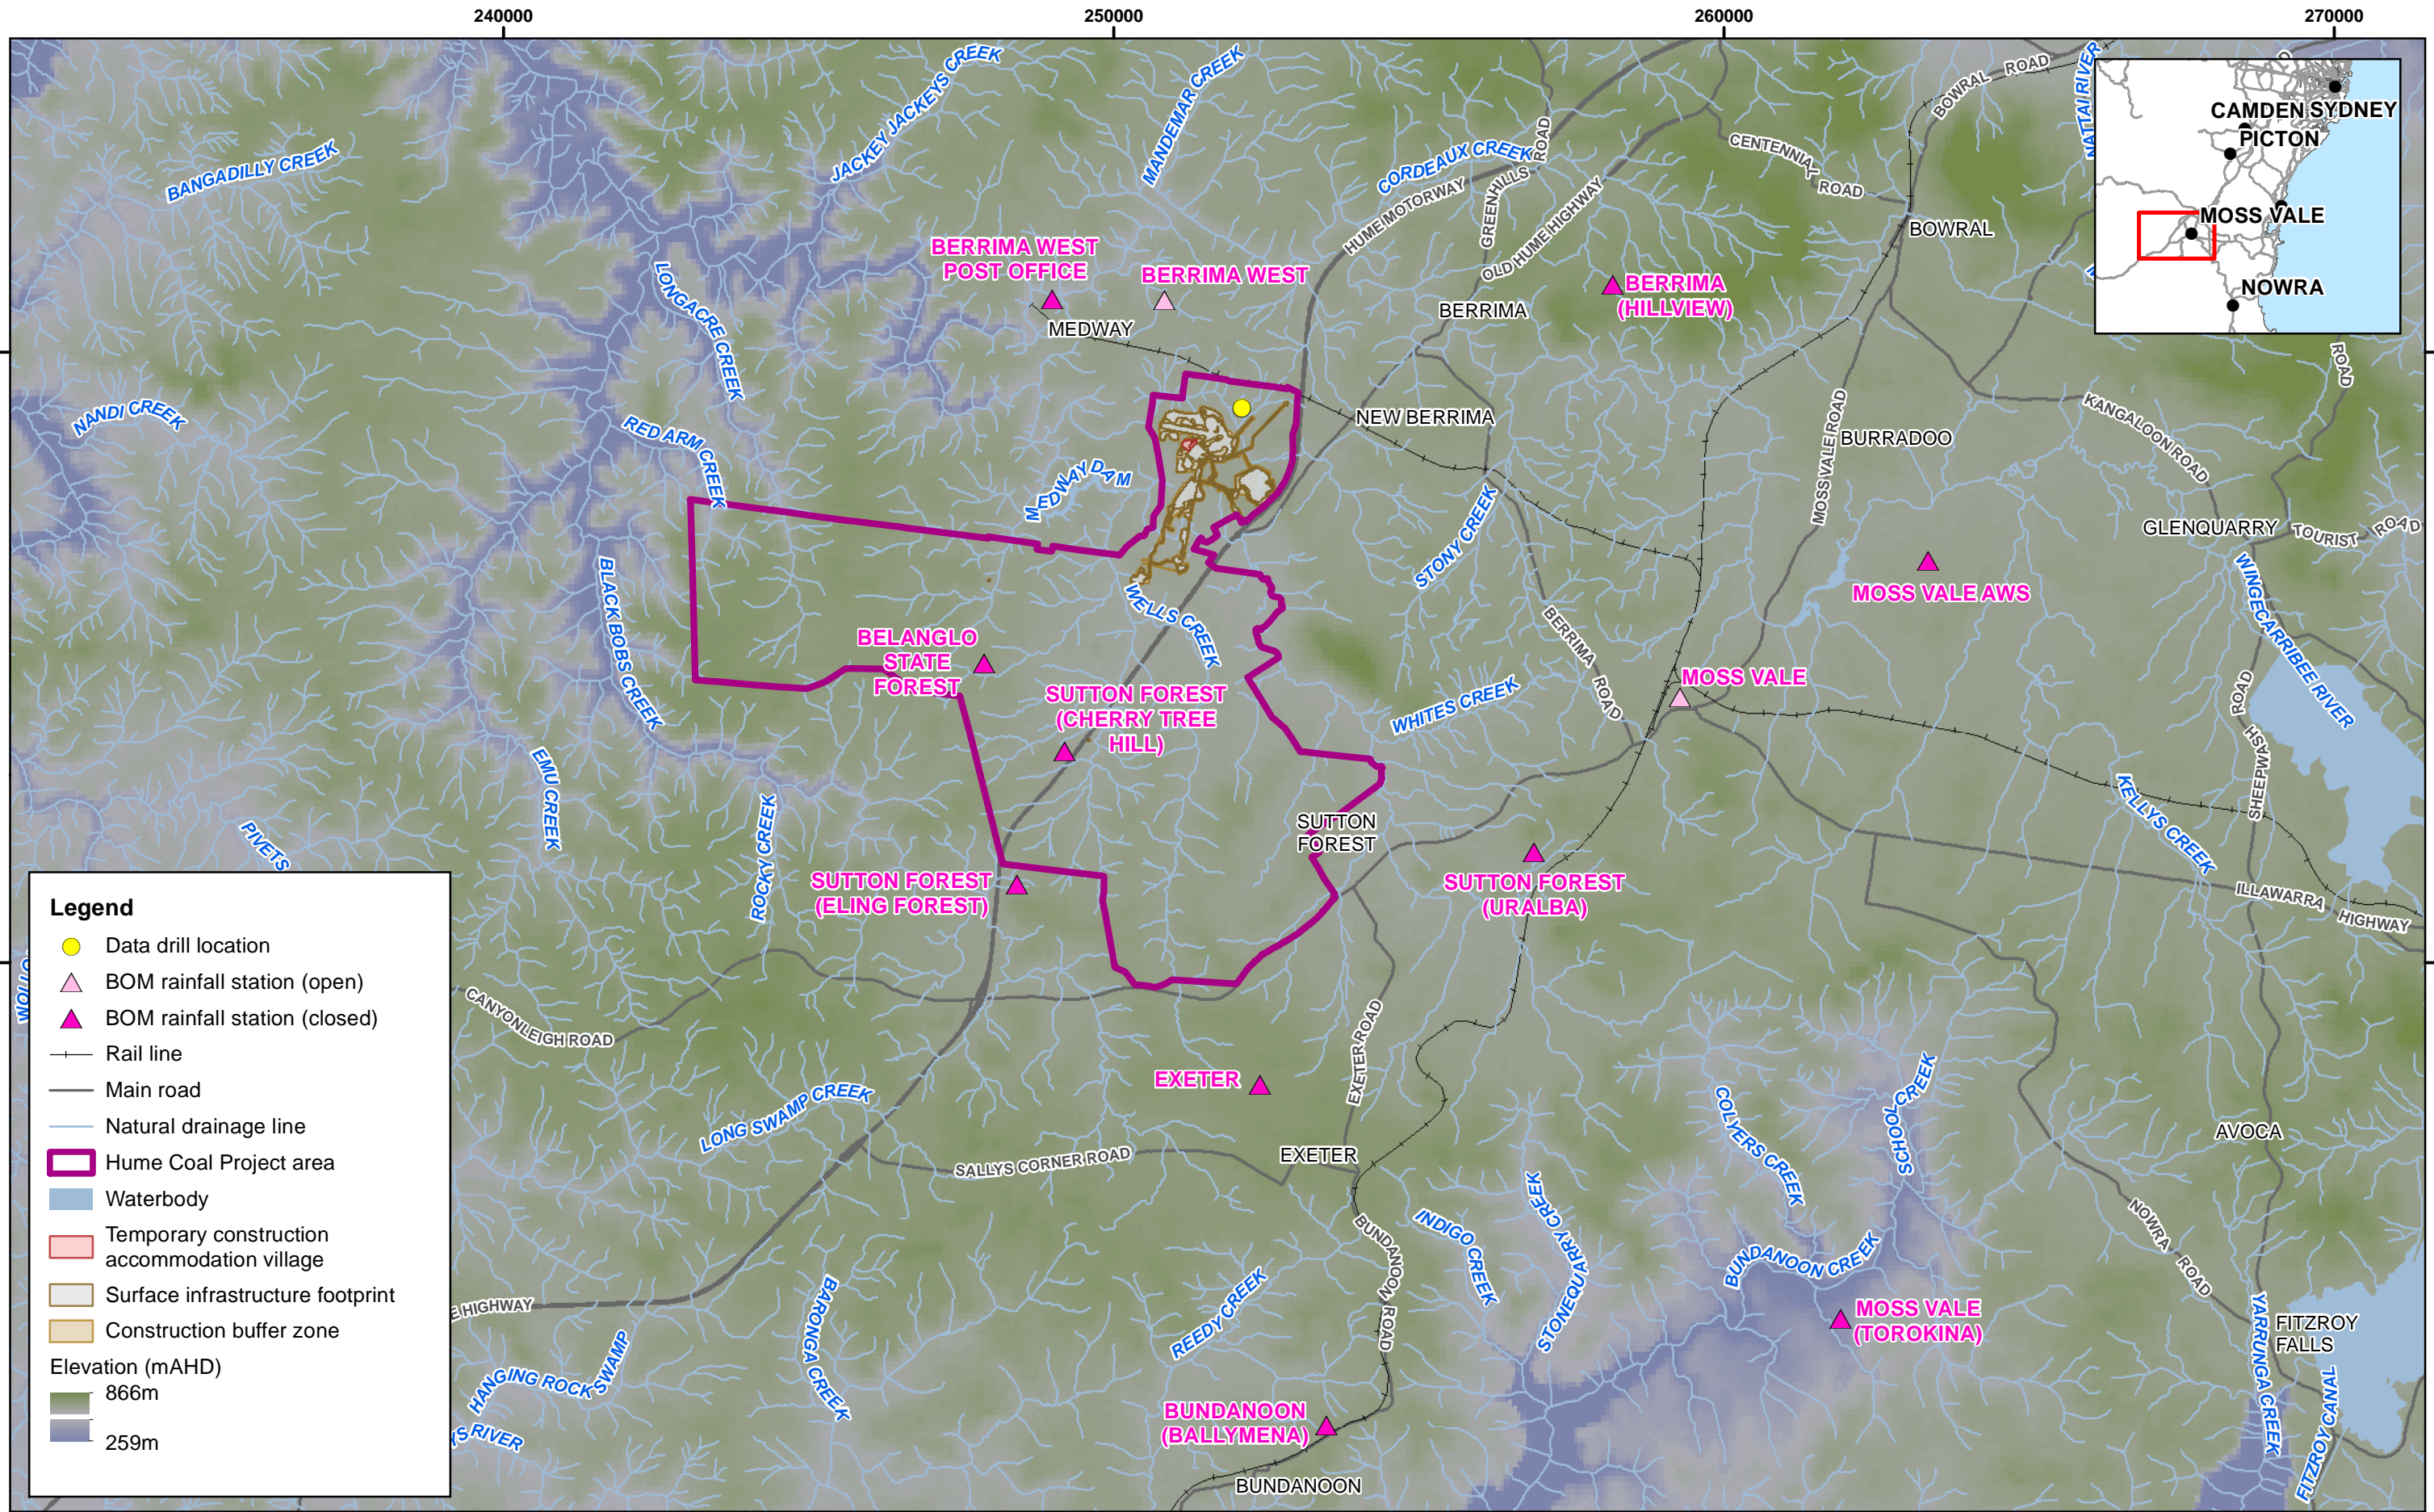 240000
250000
260000
270000
BANGADILLY CREEK
JACKEY JACKEYS CREEK
MANDEMAR CREEK
CORDEAUX CREEK
HUME MOTORWAY
GREENHILLS ROAD
OLD HUME HIGHWAY
CENTENNIAL ROAD
BOWRAL ROAD
NATTAI RIVER
CAMDEN
SYDNEY
PICTON
MOSS VALE
NOWRA
BOWRAL
BERRIMA WEST
POST OFFICE
BERRIMA WEST
BERRIMA
(HILLVIEW)
BERRIMA
MEDWAY
LONGACRE CREEK
ROAD
NANDI CREEK
RED ARM CREEK
MEDWAY DAM
NEW BERRIMA
MOSS VALE ROAD
BURRADOO
KANGALOON ROAD
STONY CREEK
GLENQUARRY
TOURIST ROAD
MOSS VALE AWS
WINGECARRIBEE RIVER
BLACK BOBS CREEK
WELLS CREEK
BERRIMA ROAD
BELANGLO
STATE
FOREST
SUTTON FOREST
(CHERRY TREE
HILL)
WHITES CREEK
MOSS VALE
SHEEPWASH ROAD
EMU CREEK
ROCKY CREEK
PIVETS
KELLYS CREEK
SUTTON
FOREST
SUTTON FOREST
(ELING FOREST)
SUTTON FOREST
(URALBA)
ILLAWARRA HIGHWAY
CANYONLEIGH ROAD
EXETER ROAD
EXETER
LONG SWAMP CREEK
SALLYS CORNER ROAD
EXETER
COLYERS CREEK
SCHOOL CREEK
AVOCA
STONEQUARRY CREEK
INDIGO CREEK
BUNDANOON ROAD
BUNDANOON CREEK
NOWRA ROAD
REEDY CREEK
BARONGA CREEK
E HIGHWAY
HANGING ROCK SWAMP
YS RIVER
MOSS VALE
(TOROKINA)
FITZROY
FALLS
YARRUNGA CREEK
FITZROY CANAL
BUNDANOON
(BALLYMENA)
BUNDANOON
Legend
Data drill location
BOM rainfall station (open)
BOM rainfall station (closed)
Rail line
Main road
Natural drainage line
Hume Coal Project area
Waterbody
Temporary construction
accommodation village
Surface infrastructure footprint
Construction buffer zone
Elevation (mAHD)
866m
259m